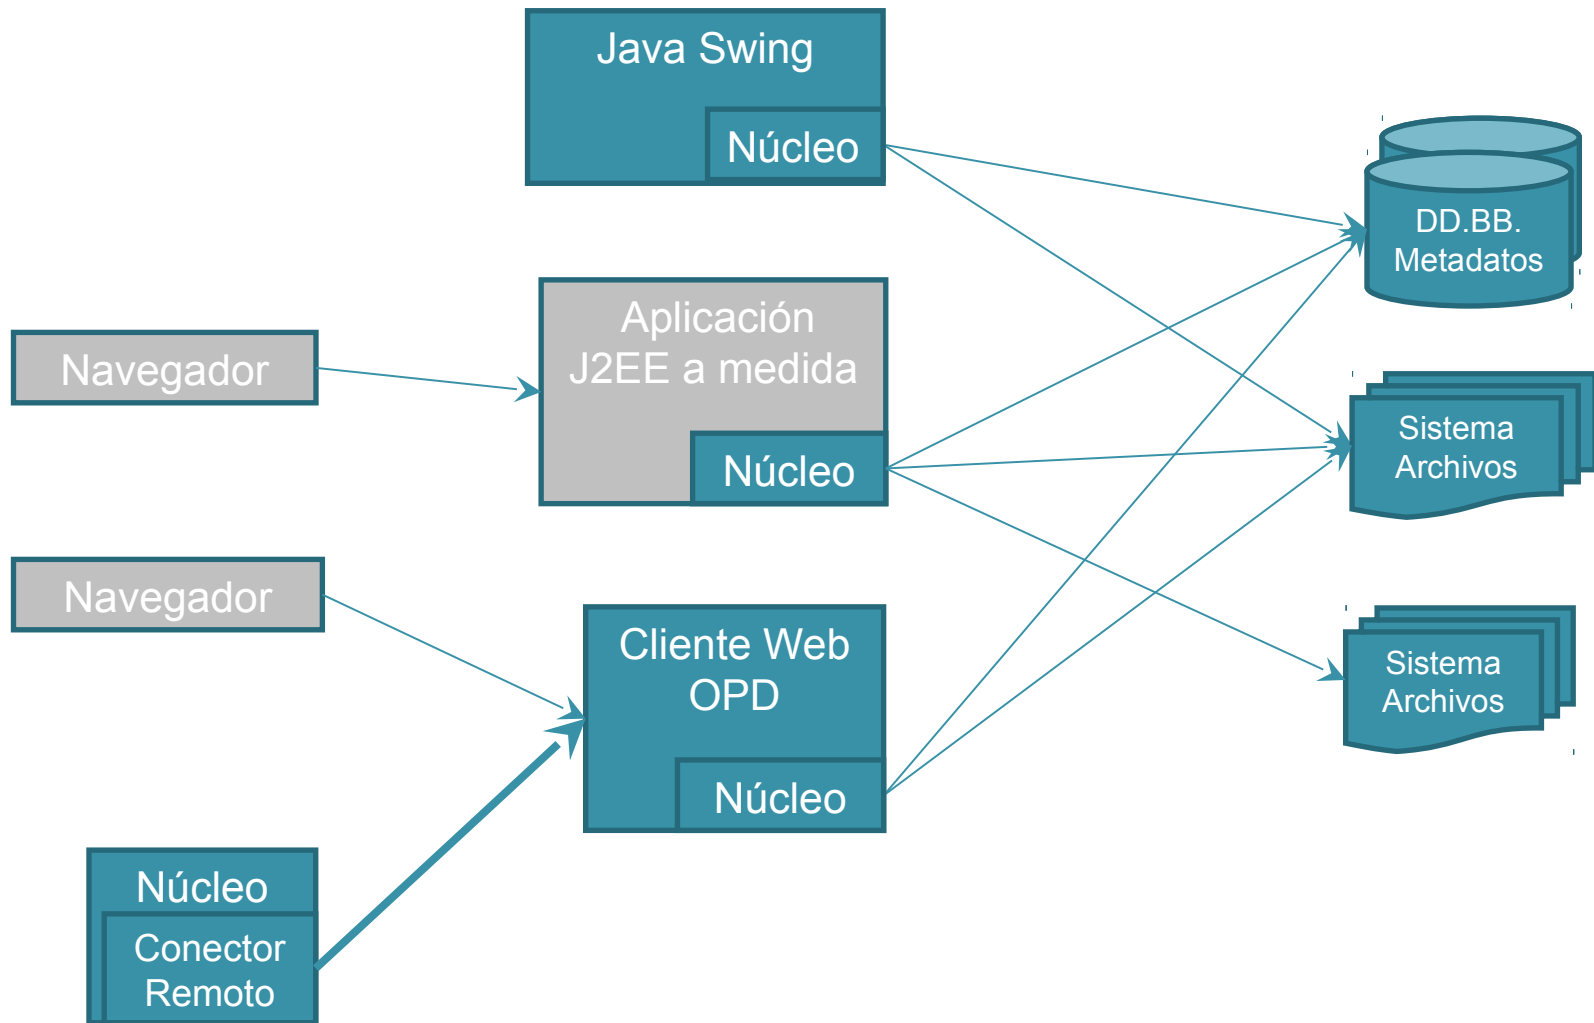 Java Swing
Núcleo
DD.BB.
Metadatos
Aplicación
J2EE a medida
Núcleo
Navegador
Sistema
Archivos
Navegador
Cliente Web
OPD
Núcleo
Sistema
Archivos
Núcleo
Conector
Remoto